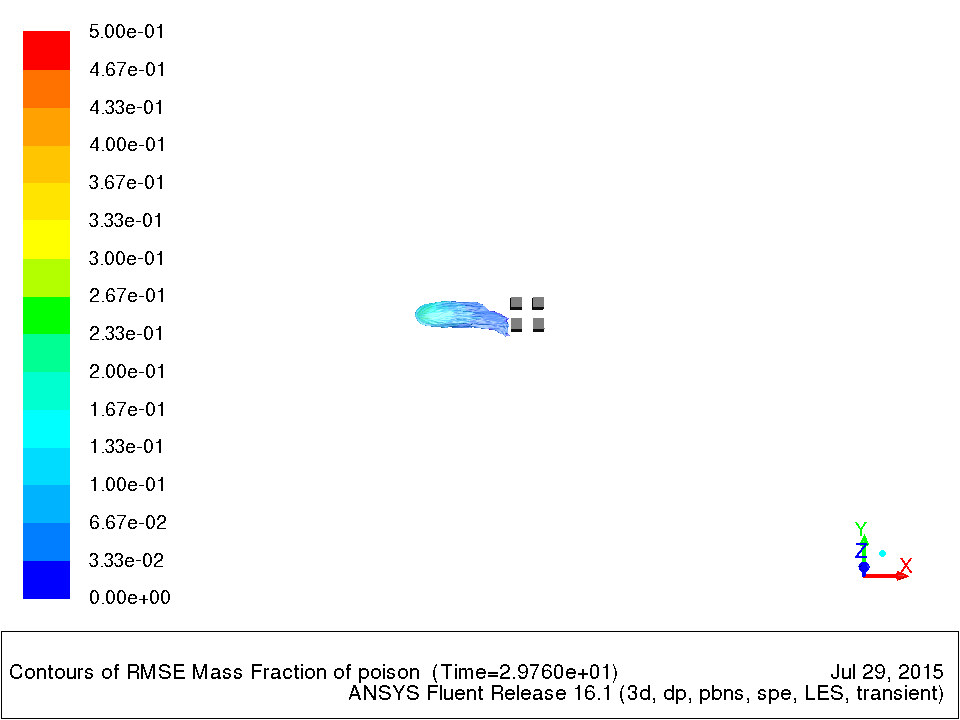 5.00e-01
4.67e-01
4.33e-01
4.00e-01
3.67e-01
3.33e-01
3.00e-01
2.67e-01
2.33e-01
2.00e-01
1.67e-01
1.33e-01
1.00e-01
6.67e-02
3.33e-02
0.00e+00
Y
Z
X
Contours of RMSE Mass Fraction of poison (Time=2.9760e+01) Jul 29, 2015
ANSYS Fluent Release 16.1 (3d, dp, pbns, spe, LES, transient)